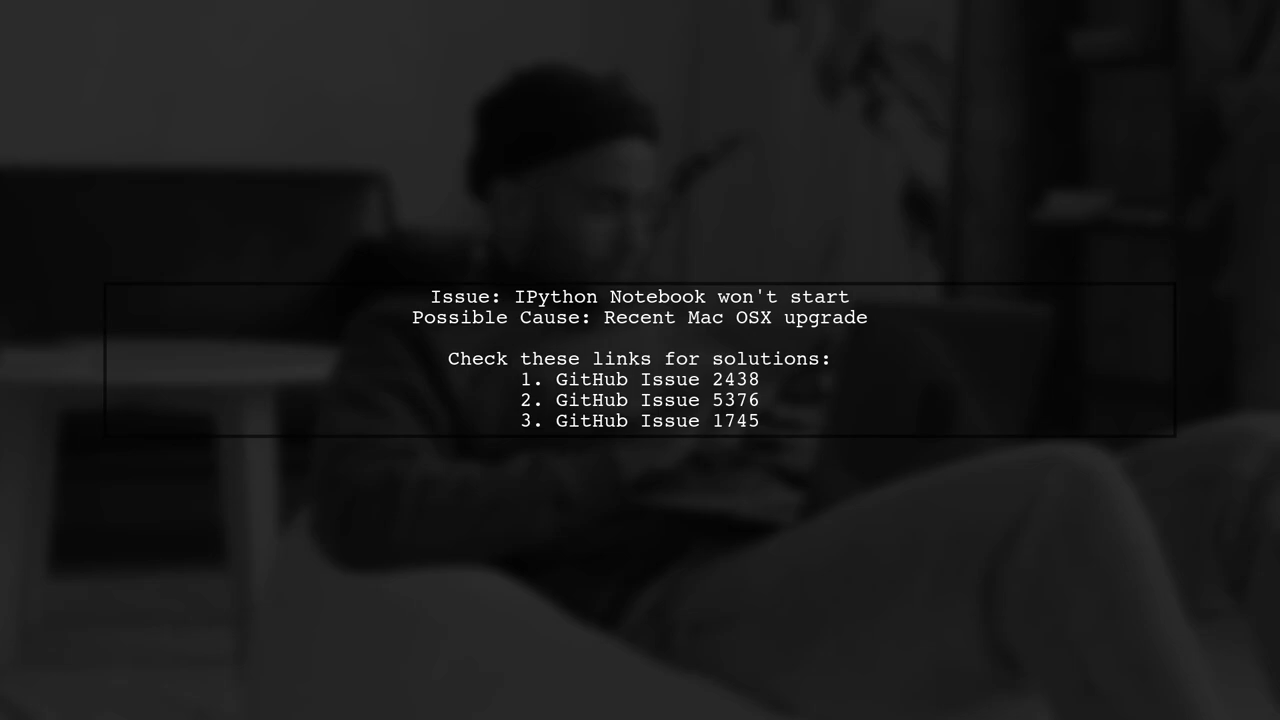 Issue: IPython Notebook won't start
Possible Cause: Recent Mac OSX upgrade
Check these links for solutions:
1. GitHub Issue 2438
2. GitHub Issue 5376
3. GitHub Issue 1745